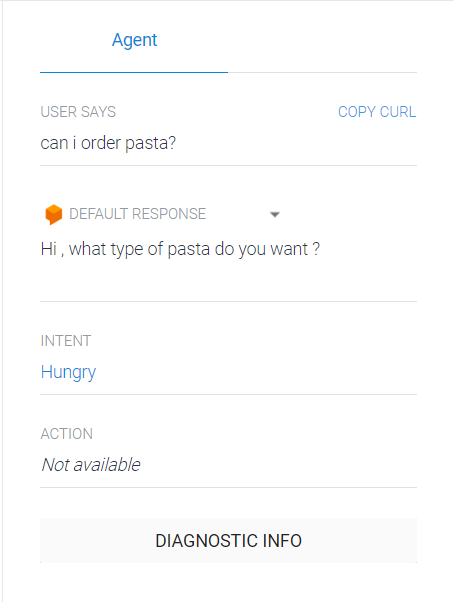 Agent
USER SAYS COPY CURL
can i order pasta?
DEFAULT RESPONSE
Hi , what type of pasta do you want ?
INTENT
Hungry
ACTION
Not available
DIAGNOSTIC INFO